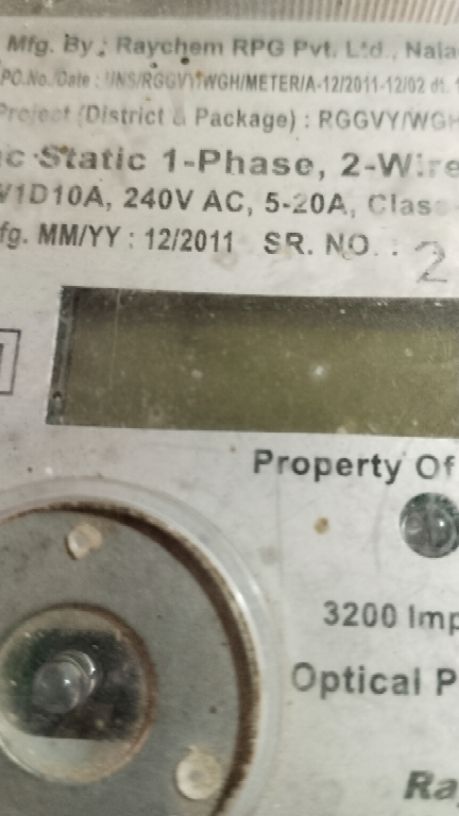 Mfg. By : Raychem RPG Pvt. Ltd., Nala
P.O.No./Date : UNS/RGGVY/WGH/METER/A-12/2011-12/02 dt.
Project (District & Package) : RGGVY/WGH
ic Static 1-Phase, 2-Wire
V1D10A, 240V AC, 5-20A, Class
fg. MM/YY : 12/2011 SR. NO. : 2
Property Of
3200 Imp
Optical P
Ra